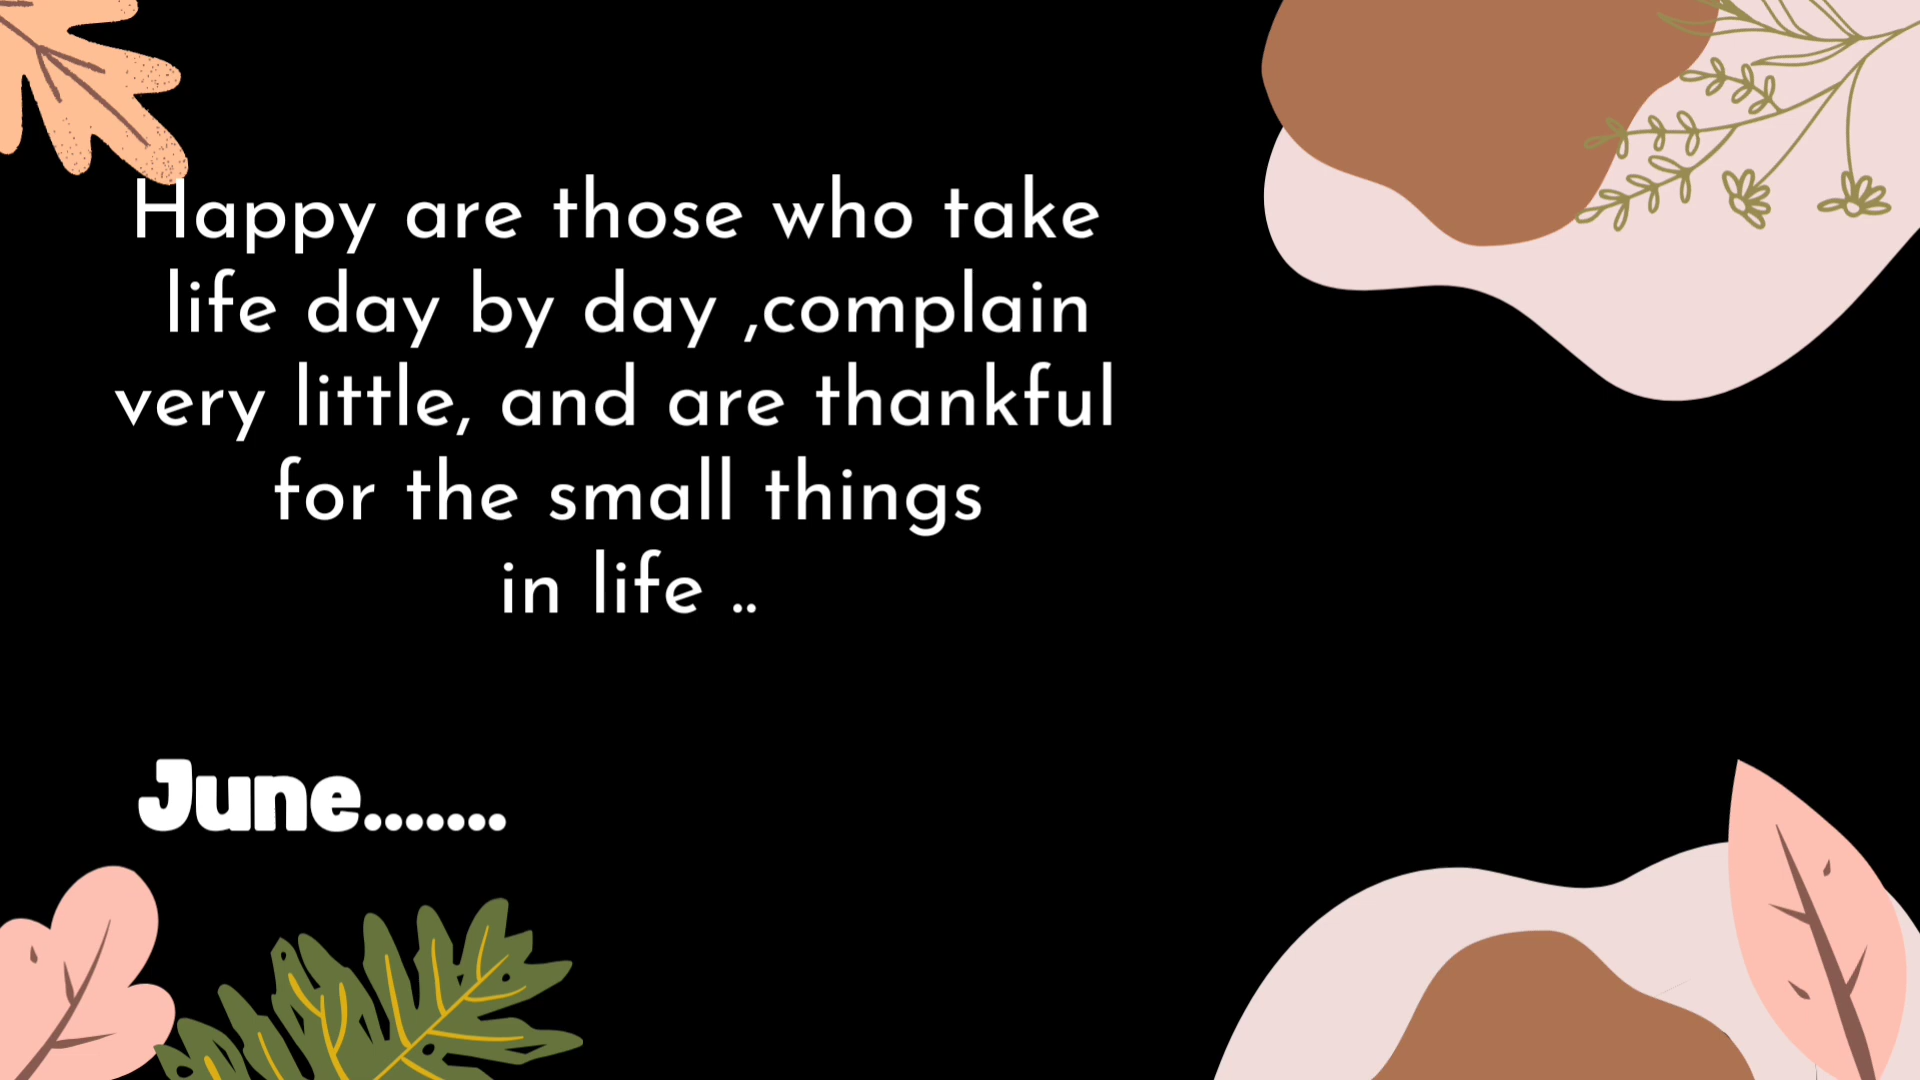 Happy are those who take
life day by day ,complain
very little, and are thankful
for the small things
in life ..
June.......